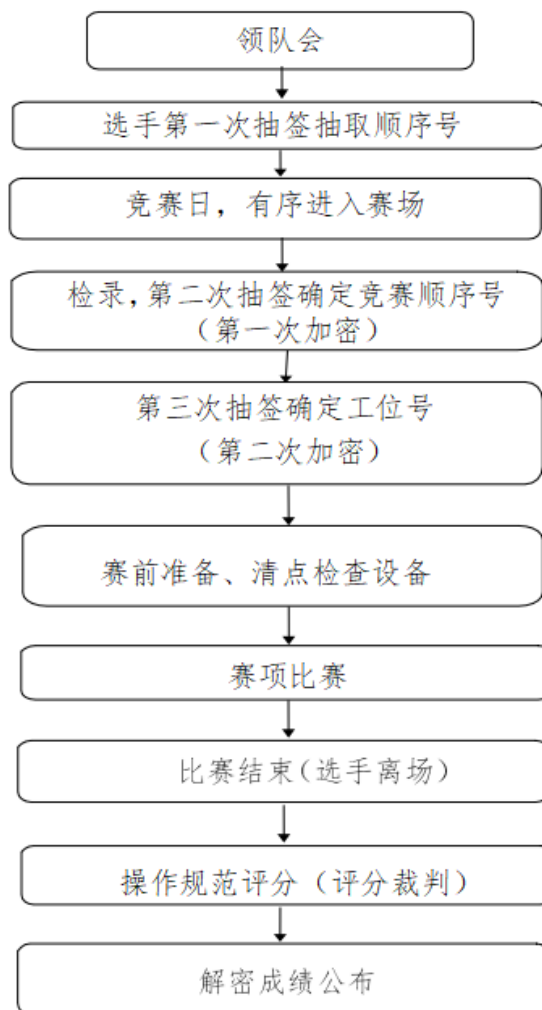 领队会
选手第一次抽签抽取顺序号
竞赛日，有序进入赛场
检录，第二次抽签确定竞赛顺序号
（第一次加密）
第三次抽签确定工位号
（第二次加密）
赛前准备、清点检查设备
赛项比赛
比赛结束（选手离场）
操作规范评分（评分裁判）
解密成绩公布